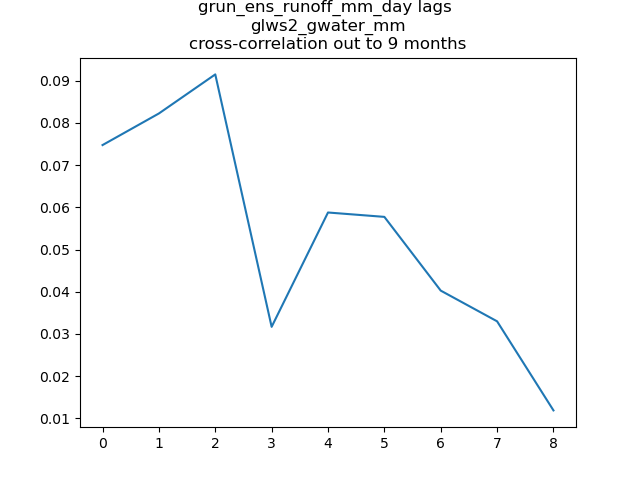 grun_ens_runoff_mm_day lags
glws2_gwater_mm
cross-correlation out to 9 months
0.09
0.08
0.07
0.06
0.05
0.04
0.03
0.02
0.01
0 1 2 3 4 5 6 7 8